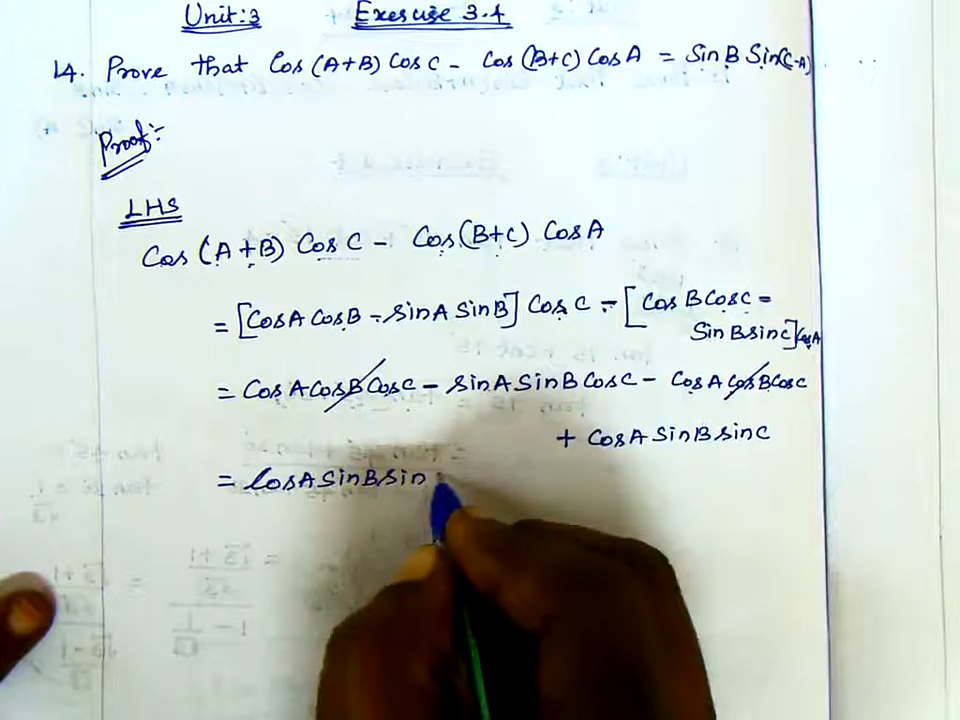 Unit:3 Exercise 3.4
14. Prove that Cos (A+B) Cos C - Cos (B+C) Cos A = Sin B Sin(C-A)
Proof:-
LHS
Cos (A+B) Cos C - Cos (B+C) Cos A
= [Cos A Cos B - Sin A Sin B] Cos C - [Cos B Cos C -
Sin B Sin C] Cos A
= Cos A Cos B Cos C - Sin A Sin B Cos C - Cos A Cos B Cos C
+ Cos A Sin B Sin C
= Cos A Sin B Sin